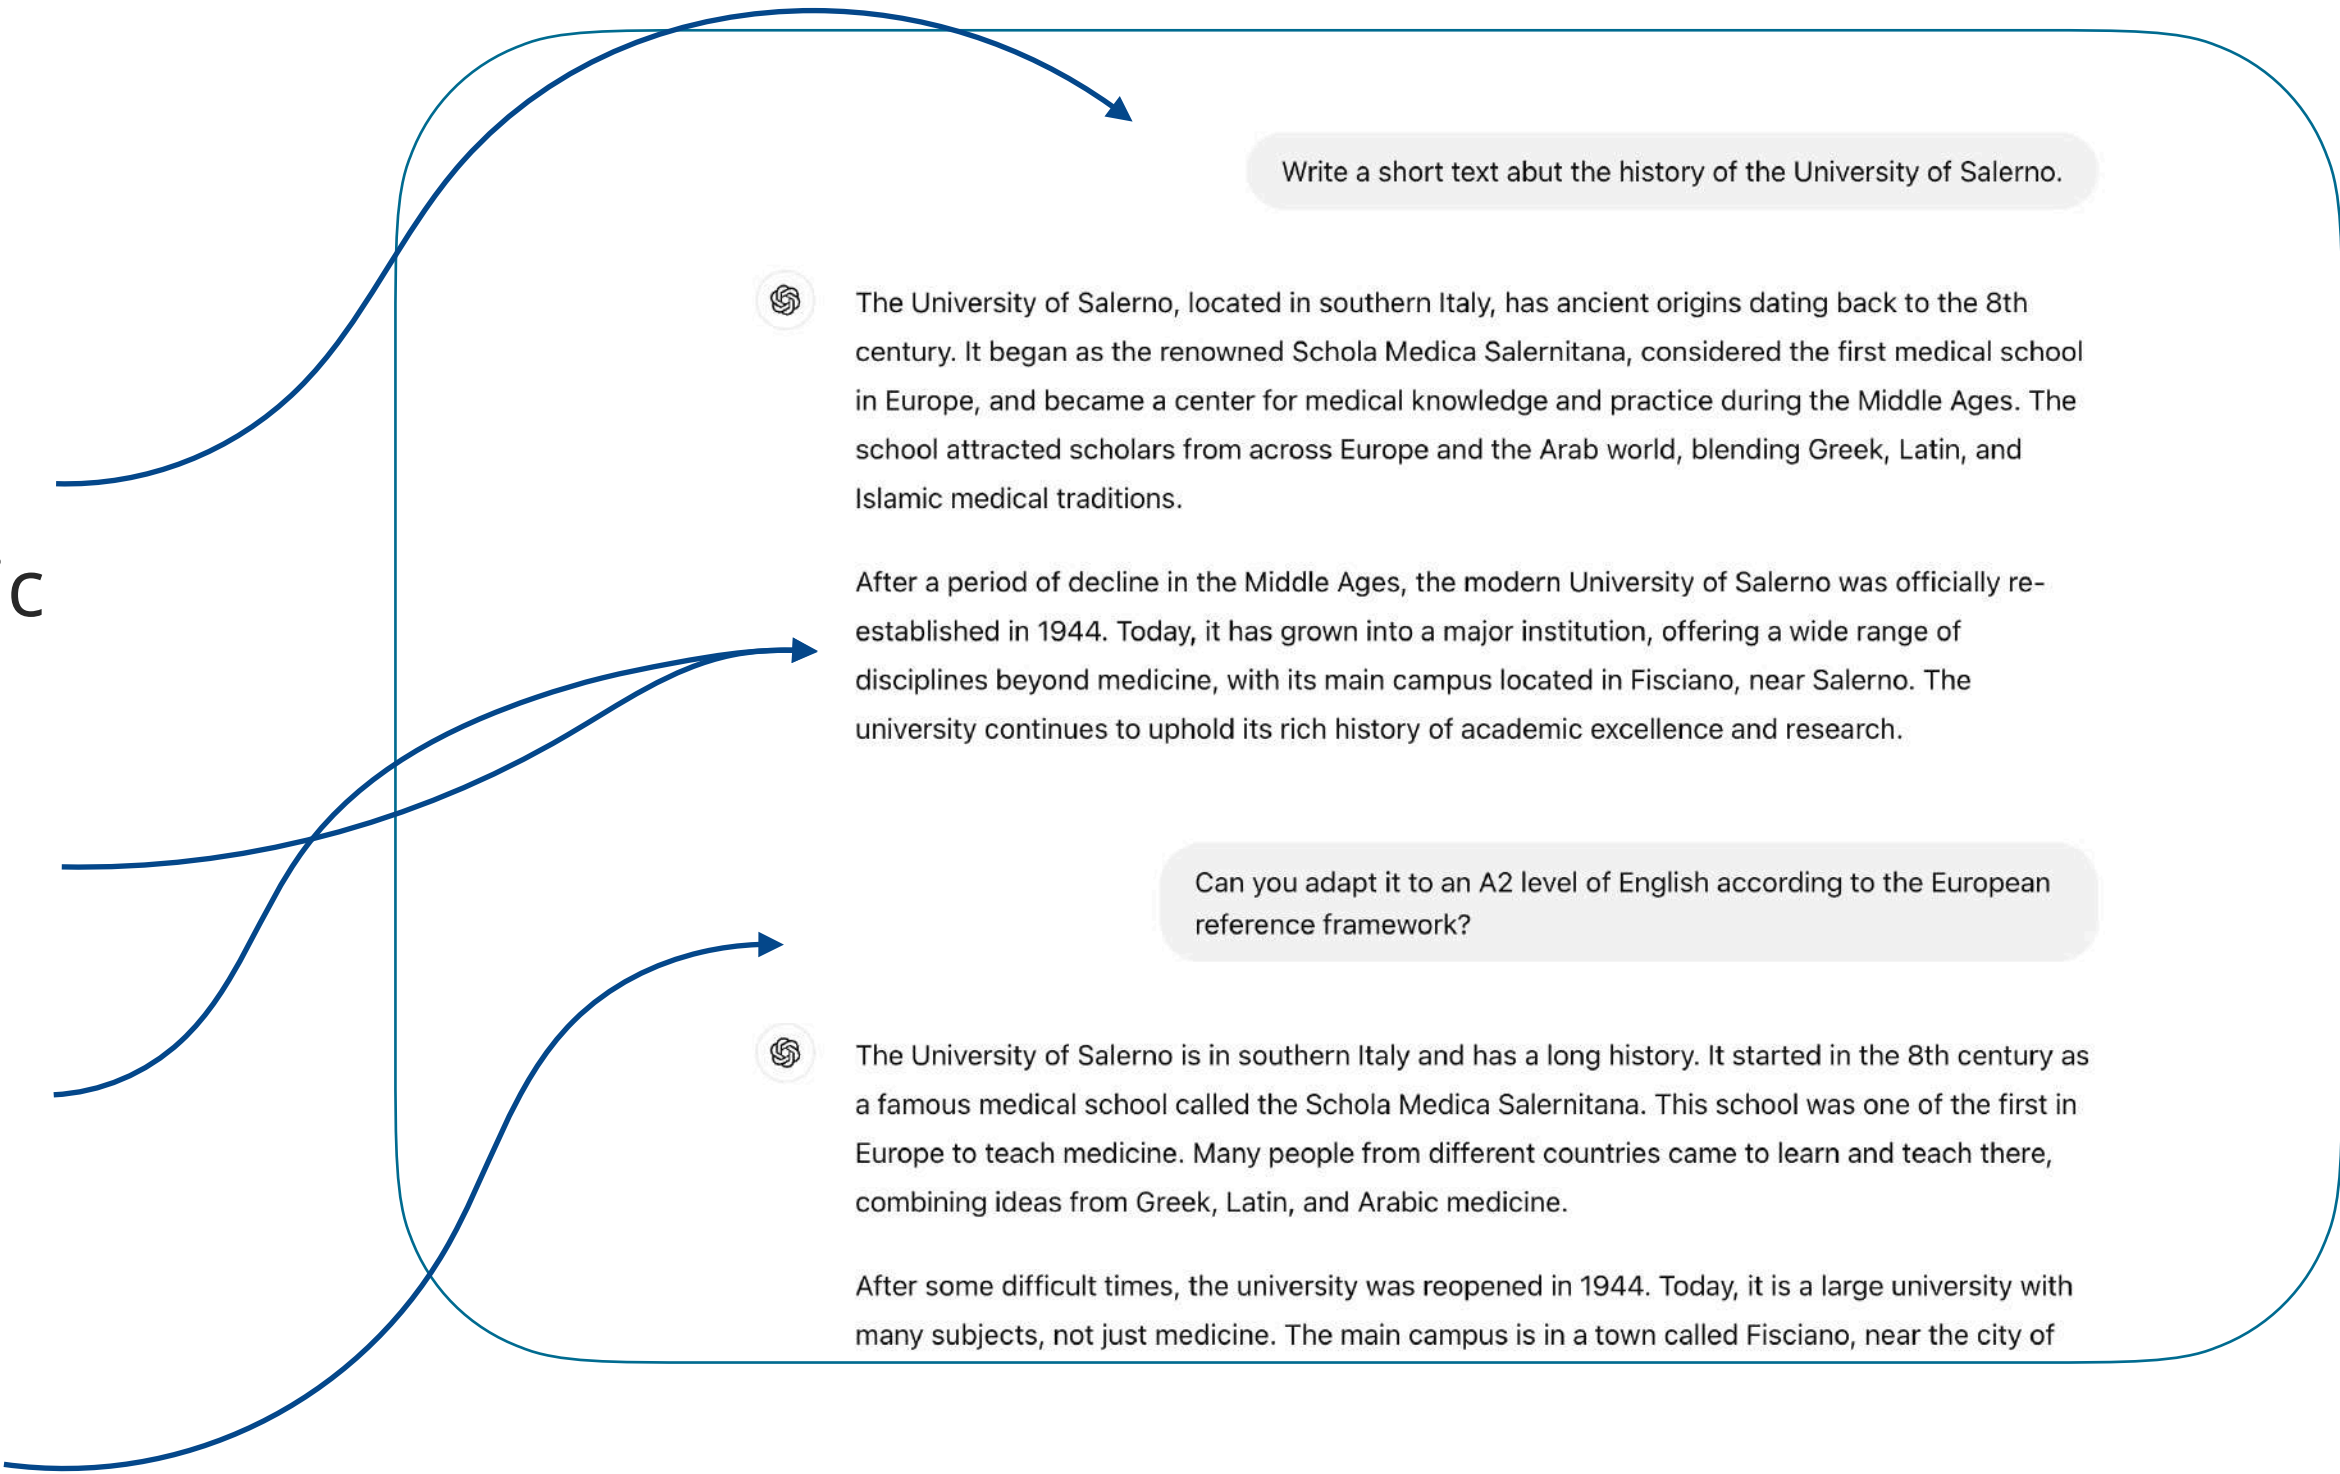 Write a short text abut the history of the University of Salerno.
The University of Salerno, located in southern Italy, has ancient origins dating back to the 8th
century. It began as the renowned Schola Medica Salernitana, considered the first medical school
in Europe, and became a center for medical knowledge and practice during the Middle Ages. The
school attracted scholars from across Europe and the Arab world, blending Greek, Latin, and
Islamic medical traditions.
c
After a period of decline in the Middle Ages, the modern University of Salerno was officially re-
established in 1944. Today, it has grown into a major institution, offering a wide range of
disciplines beyond medicine, with its main campus located in Fisciano, near Salerno. The
university continues to uphold its rich history of academic excellence and research.
Can you adapt it to an A2 level of English according to the European
reference framework?
The University of Salerno is in southern Italy and has a long history. It started in the 8th century as
a famous medical school called the Schola Medica Salernitana. This school was one of the first in
Europe to teach medicine. Many people from different countries came to learn and teach there,
combining ideas from Greek, Latin, and Arabic medicine.
After some difficult times, the university was reopened in 1944. Today, it is a large university with
many subjects, not just medicine. The main campus is in a town called Fisciano, near the city of